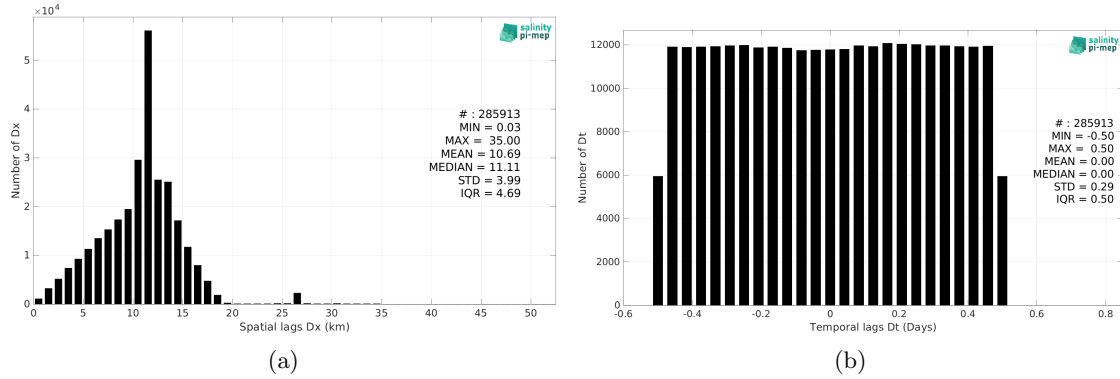 ×10⁴
salinity
pi-mep
5
4
3
2
1
0
Number of Dx
# : 285913
MIN = 0.03
MAX = 35.00
MEAN = 10.69
MEDIAN = 11.11
STD = 3.99
IQR = 4.69
0 5 10 15 20 25 30 35 40 45 50
Spatial lags Dx (km)
(a)
salinity
pi-mep
12000
10000
8000
6000
4000
2000
0
Number of Dt
# : 285913
MIN = -0.50
MAX = 0.50
MEAN = 0.00
MEDIAN = 0.00
STD = 0.29
IQR = 0.50
-0.6 -0.4 -0.2 0 0.2 0.4 0.6 0.8
Temporal lags Dt (Days)
(b)